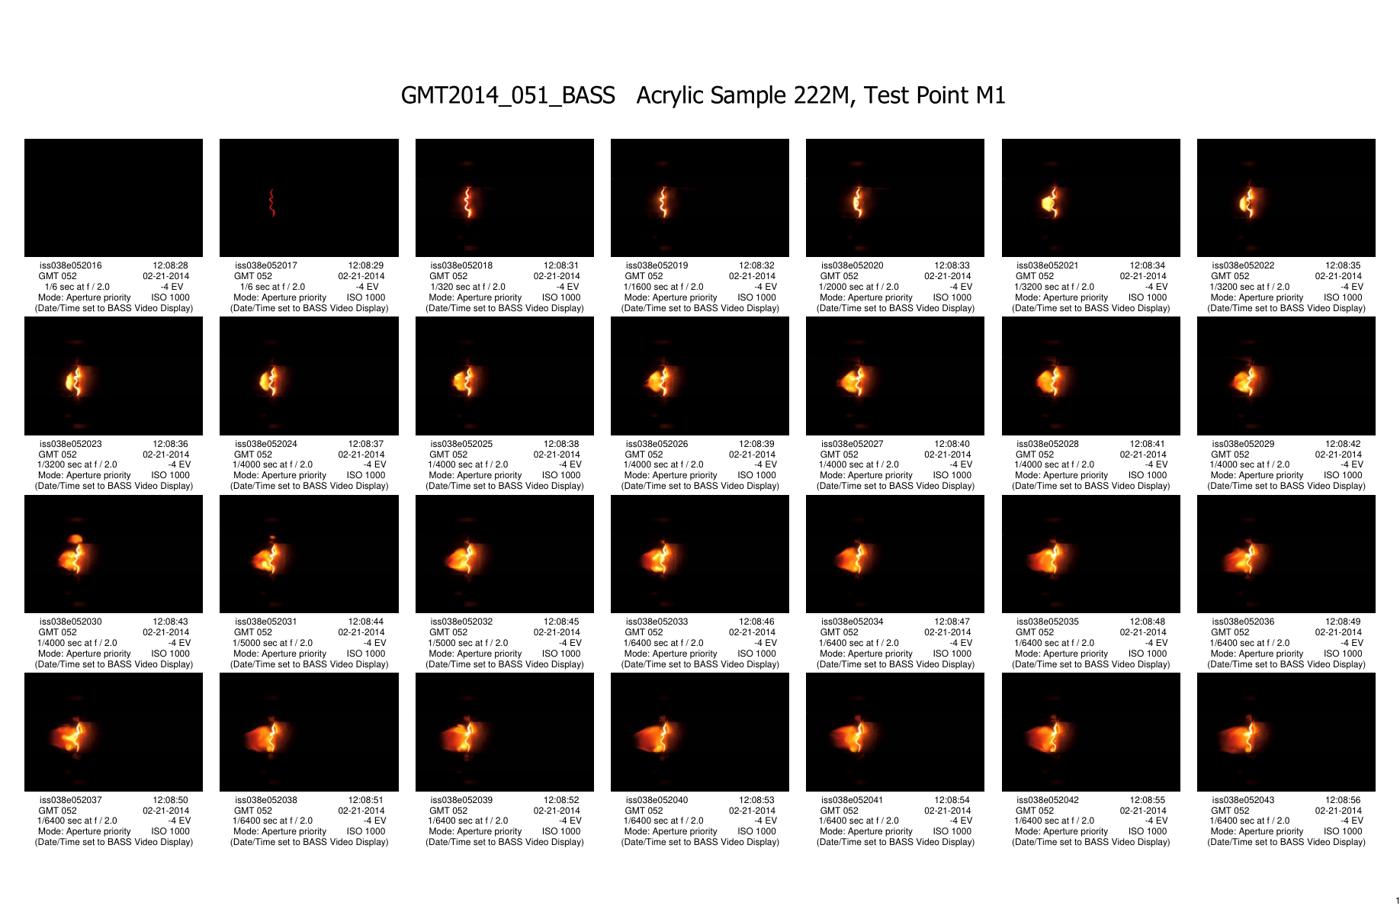 GMT2014_051_BASS Acrylic Sample 222M, Test Point M1
iss038e052016 12:08:28
GMT 052 02-21-2014
1/6 sec at f / 2.0 -4 EV
Mode: Aperture priority ISO 1000
(Date/Time set to BASS Video Display)
iss038e052017 12:08:29
GMT 052 02-21-2014
1/6 sec at f / 2.0 -4 EV
Mode: Aperture priority ISO 1000
(Date/Time set to BASS Video Display)
iss038e052018 12:08:31
GMT 052 02-21-2014
1/320 sec at f / 2.0 -4 EV
Mode: Aperture priority ISO 1000
(Date/Time set to BASS Video Display)
iss038e052019 12:08:32
GMT 052 02-21-2014
1/1600 sec at f / 2.0 -4 EV
Mode: Aperture priority ISO 1000
(Date/Time set to BASS Video Display)
iss038e052020 12:08:33
GMT 052 02-21-2014
1/2000 sec at f / 2.0 -4 EV
Mode: Aperture priority ISO 1000
(Date/Time set to BASS Video Display)
iss038e052021 12:08:34
GMT 052 02-21-2014
1/3200 sec at f / 2.0 -4 EV
Mode: Aperture priority ISO 1000
(Date/Time set to BASS Video Display)
iss038e052022 12:08:35
GMT 052 02-21-2014
1/3200 sec at f / 2.0 -4 EV
Mode: Aperture priority ISO 1000
(Date/Time set to BASS Video Display)
iss038e052023 12:08:36
GMT 052 02-21-2014
1/3200 sec at f / 2.0 -4 EV
Mode: Aperture priority ISO 1000
(Date/Time set to BASS Video Display)
iss038e052024 12:08:37
GMT 052 02-21-2014
1/4000 sec at f / 2.0 -4 EV
Mode: Aperture priority ISO 1000
(Date/Time set to BASS Video Display)
iss038e052025 12:08:38
GMT 052 02-21-2014
1/4000 sec at f / 2.0 -4 EV
Mode: Aperture priority ISO 1000
(Date/Time set to BASS Video Display)
iss038e052026 12:08:39
GMT 052 02-21-2014
1/4000 sec at f / 2.0 -4 EV
Mode: Aperture priority ISO 1000
(Date/Time set to BASS Video Display)
iss038e052027 12:08:40
GMT 052 02-21-2014
1/4000 sec at f / 2.0 -4 EV
Mode: Aperture priority ISO 1000
(Date/Time set to BASS Video Display)
iss038e052028 12:08:41
GMT 052 02-21-2014
1/4000 sec at f / 2.0 -4 EV
Mode: Aperture priority ISO 1000
(Date/Time set to BASS Video Display)
iss038e052029 12:08:42
GMT 052 02-21-2014
1/4000 sec at f / 2.0 -4 EV
Mode: Aperture priority ISO 1000
(Date/Time set to BASS Video Display)
iss038e052030 12:08:43
GMT 052 02-21-2014
1/4000 sec at f / 2.0 -4 EV
Mode: Aperture priority ISO 1000
(Date/Time set to BASS Video Display)
iss038e052031 12:08:44
GMT 052 02-21-2014
1/5000 sec at f / 2.0 -4 EV
Mode: Aperture priority ISO 1000
(Date/Time set to BASS Video Display)
iss038e052032 12:08:45
GMT 052 02-21-2014
1/5000 sec at f / 2.0 -4 EV
Mode: Aperture priority ISO 1000
(Date/Time set to BASS Video Display)
iss038e052033 12:08:46
GMT 052 02-21-2014
1/6400 sec at f / 2.0 -4 EV
Mode: Aperture priority ISO 1000
(Date/Time set to BASS Video Display)
iss038e052034 12:08:47
GMT 052 02-21-2014
1/6400 sec at f / 2.0 -4 EV
Mode: Aperture priority ISO 1000
(Date/Time set to BASS Video Display)
iss038e052035 12:08:48
GMT 052 02-21-2014
1/6400 sec at f / 2.0 -4 EV
Mode: Aperture priority ISO 1000
(Date/Time set to BASS Video Display)
iss038e052036 12:08:49
GMT 052 02-21-2014
1/6400 sec at f / 2.0 -4 EV
Mode: Aperture priority ISO 1000
(Date/Time set to BASS Video Display)
iss038e052037 12:08:50
GMT 052 02-21-2014
1/6400 sec at f / 2.0 -4 EV
Mode: Aperture priority ISO 1000
(Date/Time set to BASS Video Display)
iss038e052038 12:08:51
GMT 052 02-21-2014
1/6400 sec at f / 2.0 -4 EV
Mode: Aperture priority ISO 1000
(Date/Time set to BASS Video Display)
iss038e052039 12:08:52
GMT 052 02-21-2014
1/6400 sec at f / 2.0 -4 EV
Mode: Aperture priority ISO 1000
(Date/Time set to BASS Video Display)
iss038e052040 12:08:53
GMT 052 02-21-2014
1/6400 sec at f / 2.0 -4 EV
Mode: Aperture priority ISO 1000
(Date/Time set to BASS Video Display)
iss038e052041 12:08:54
GMT 052 02-21-2014
1/6400 sec at f / 2.0 -4 EV
Mode: Aperture priority ISO 1000
(Date/Time set to BASS Video Display)
iss038e052042 12:08:55
GMT 052 02-21-2014
1/6400 sec at f / 2.0 -4 EV
Mode: Aperture priority ISO 1000
(Date/Time set to BASS Video Display)
iss038e052043 12:08:56
GMT 052 02-21-2014
1/6400 sec at f / 2.0 -4 EV
Mode: Aperture priority ISO 1000
(Date/Time set to BASS Video Display)